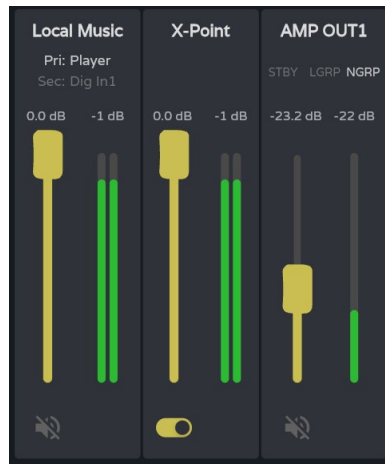 Local Music
Pri: Player
Sec: Dig In1
0.0 dB -1 dB
X-Point
0.0 dB -1 dB
AMP OUT1
STBY LGRP NGRP
-23.2 dB -22 dB